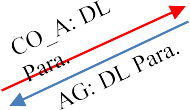 CO_A: DL
Para.
AG: DL Para.